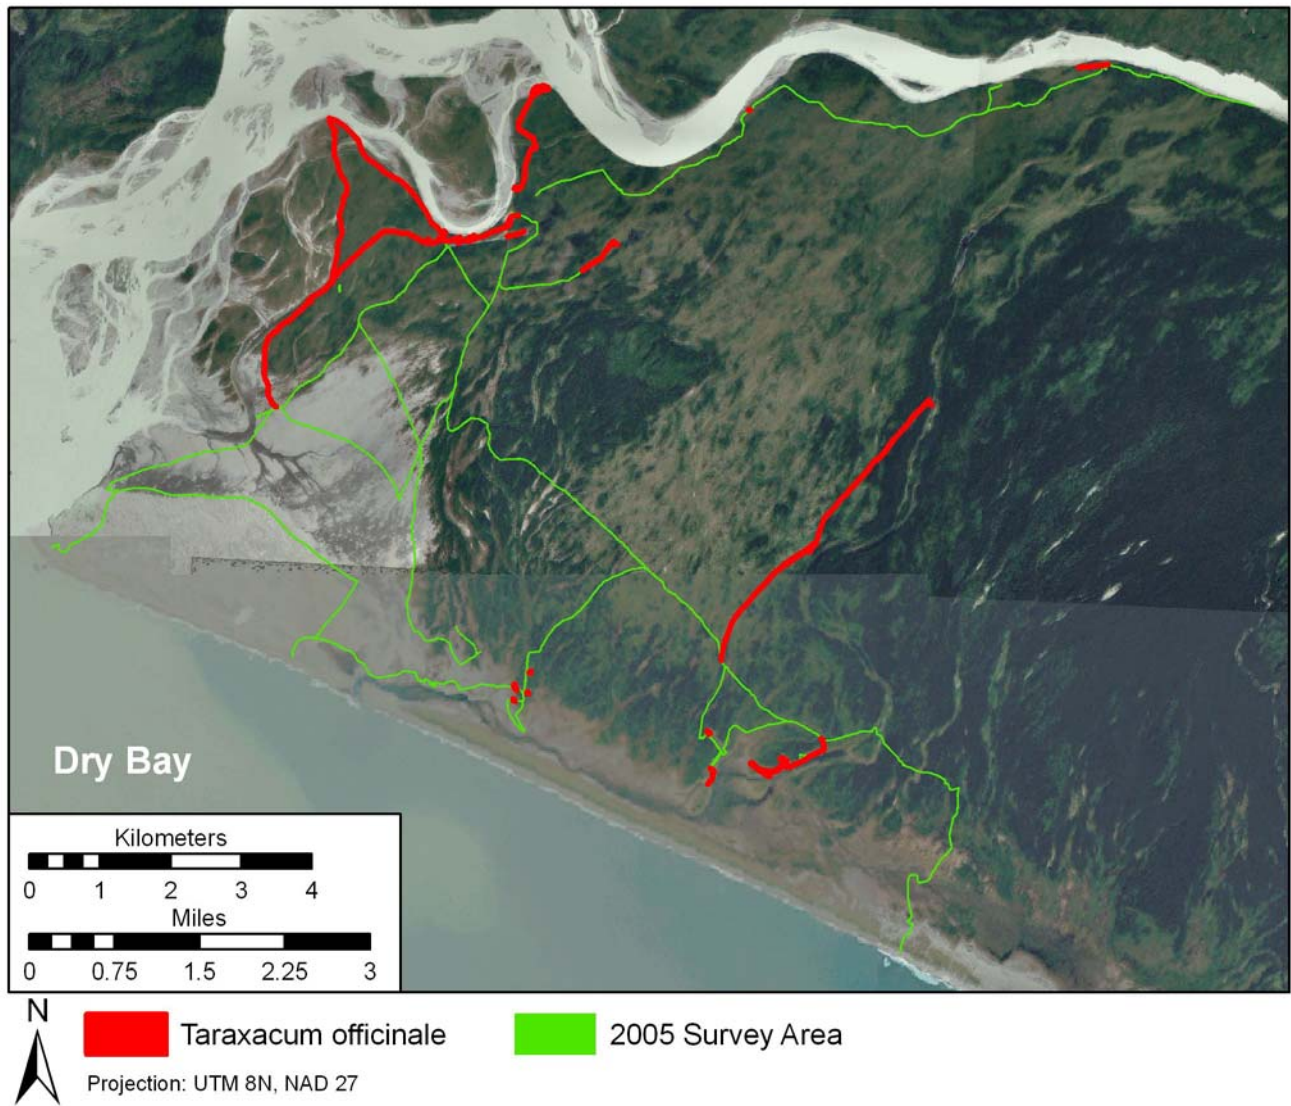 Dry Bay
Kilometers
0 1 2 3 4
Miles
0 0.75 1.5 2.25 3
N
Taraxacum officinale
2005 Survey Area
Projection: UTM 8N, NAD 27